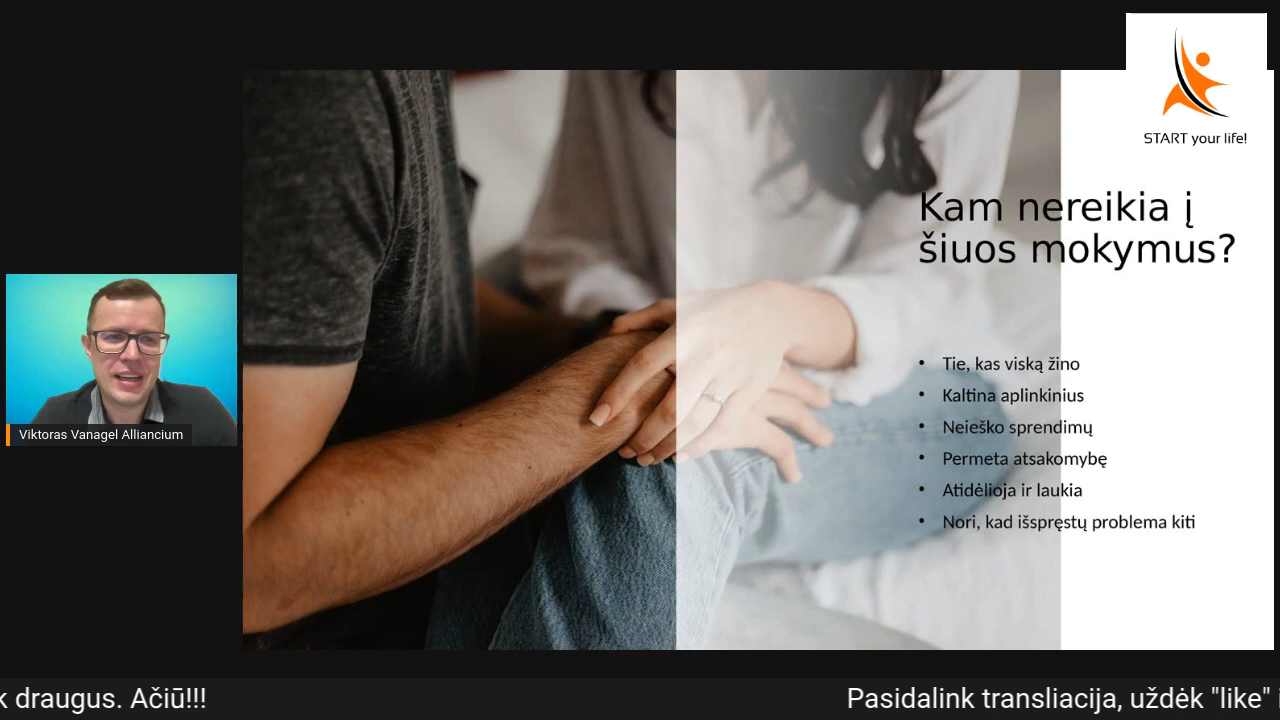 START your life!
Kam nereikia į
šiuos mokymus?
• Tie, kas viską žino
• Kaltina aplinkinius
• Neieško sprendimų
• Permeta atsakomybę
• Atidėlioja ir laukia
• Nori, kad išspręstų problema kiti
Viktoras Vanagel Alliancium
draugus. Ačiū!!! Pasidalink transliacija, uždėk "like"